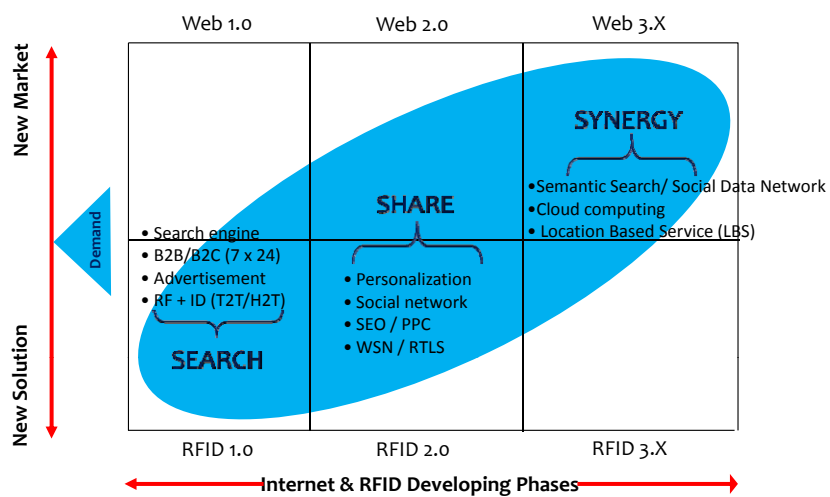 Web 1.0
Web 2.0
Web 3.X
New Market
New Solution
Demand
• Search engine
• B2B/B2C (7 x 24)
• Advertisement
• RF + ID (T2T/H2T)
SEARCH
SHARE
• Personalization
• Social network
• SEO / PPC
• WSN / RTLS
SYNERGY
•Semantic Search/ Social Data Network
•Cloud computing
• Location Based Service (LBS)
RFID 1.0
RFID 2.0
RFID 3.X
Internet & RFID Developing Phases